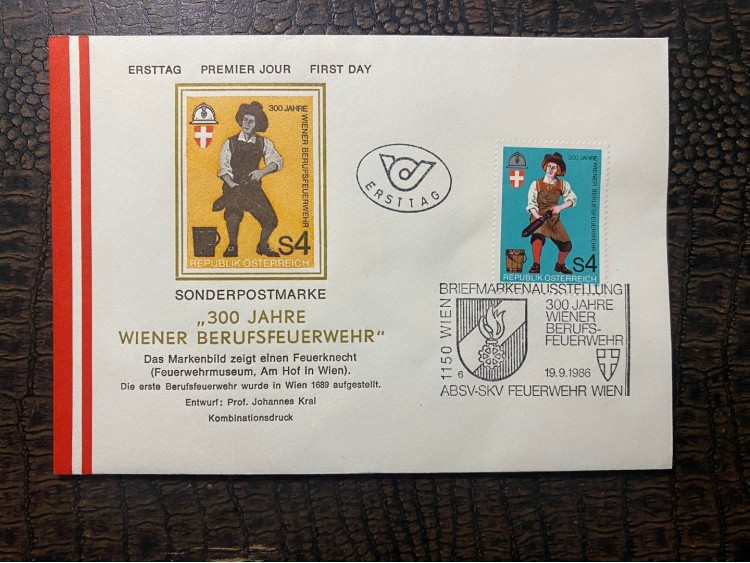 ERSTTAG PREMIER JOUR FIRST DAY
300 JAHRE
WIENER BERUFSFEUERWEHR
S4
REPUBLIK ÖSTERREICH
SONDERPOSTMARKE
„300 JAHRE
WIENER BERUFSFEUERWEHR“
Das Markenbild zeigt einen Feuerknecht
(Feuerwehrmuseum, Am Hof in Wien).
Die erste Berufsfeuerwehr wurde in Wien 1689 aufgestellt.
Entwurf: Prof. Johannes Kral
Kombinationsdruck
ERSTTAG
300 JAHRE
WIENER BERUFSFEUERWEHR
S4
REPUBLIK ÖSTERREICH
BRIEFMARKENAUSSTELLUNG
1150 WIEN
300 JAHRE
WIENER
BERUFS-
FEUERWEHR
6
19.9.1986
ABSV-SKV FEUERWEHR WIEN